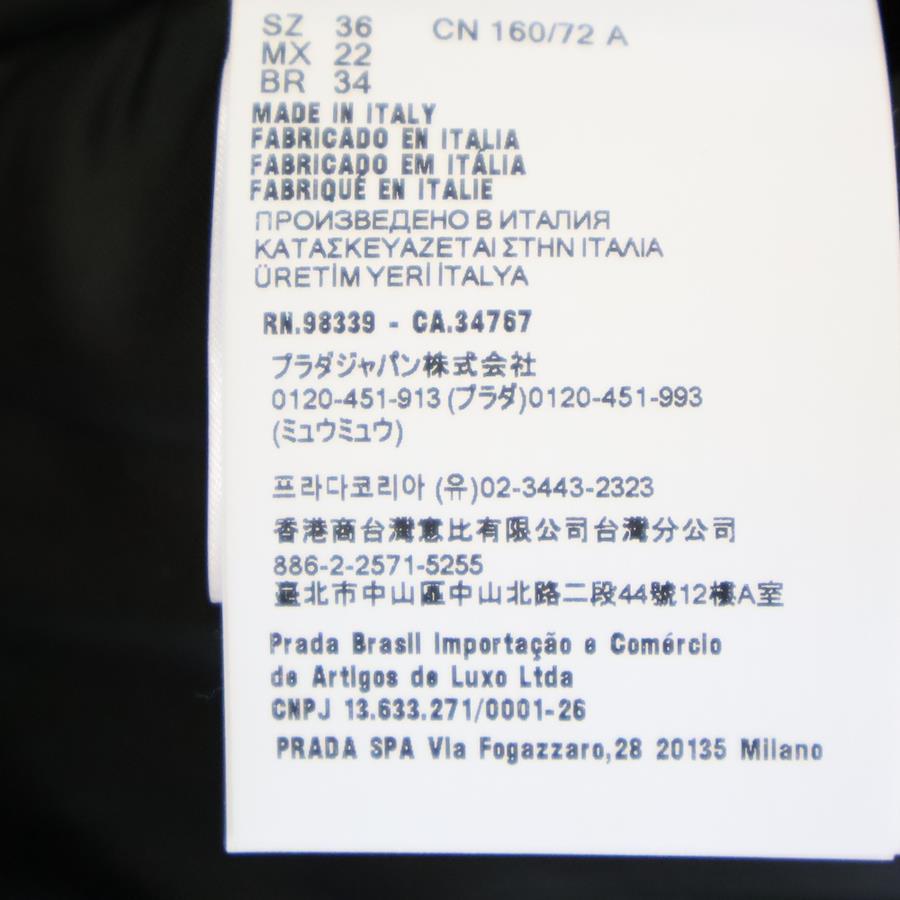 SZ 36 CN 160/72 A
MX 22
BR 34
MADE IN ITALY
FABRICADO EN ITALIA
FABRICADO EM ITÁLIA
FABRIQUÉ EN ITALIE
ПРОИЗВЕДЕНО В ИТАЛИЯ
ΚΑΤΑΣΚΕΥΑΖΕΤΑΙ ΣΤΗΝ ΙΤΑΛΙΑ
ÜRETİM YERİ İTALYA
RN.98339 - CA.34767
プラダジャパン株式会社
0120-451-913 (プラダ)0120-451-993
(ミュウミュウ)
프라다코리아 (유)02-3443-2323
香港商台灣意比有限公司台灣分公司
886-2-2571-5255
臺北市中山區中山北路二段44號12樓A室
Prada Brasil Importação e Comércio
de Artigos de Luxo Ltda
CNPJ 13.633.271/0001-26
PRADA SPA Via Fogazzaro,28 20135 Milano